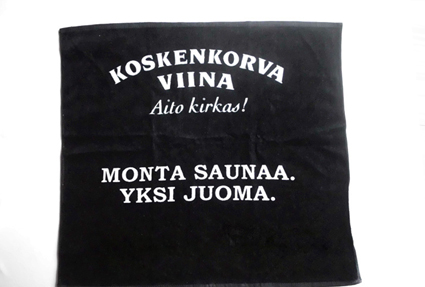 KOSKENKORVA
VIINA
Aito kirkas!
MONTA SAUNAA.
YKSI JUOMA.